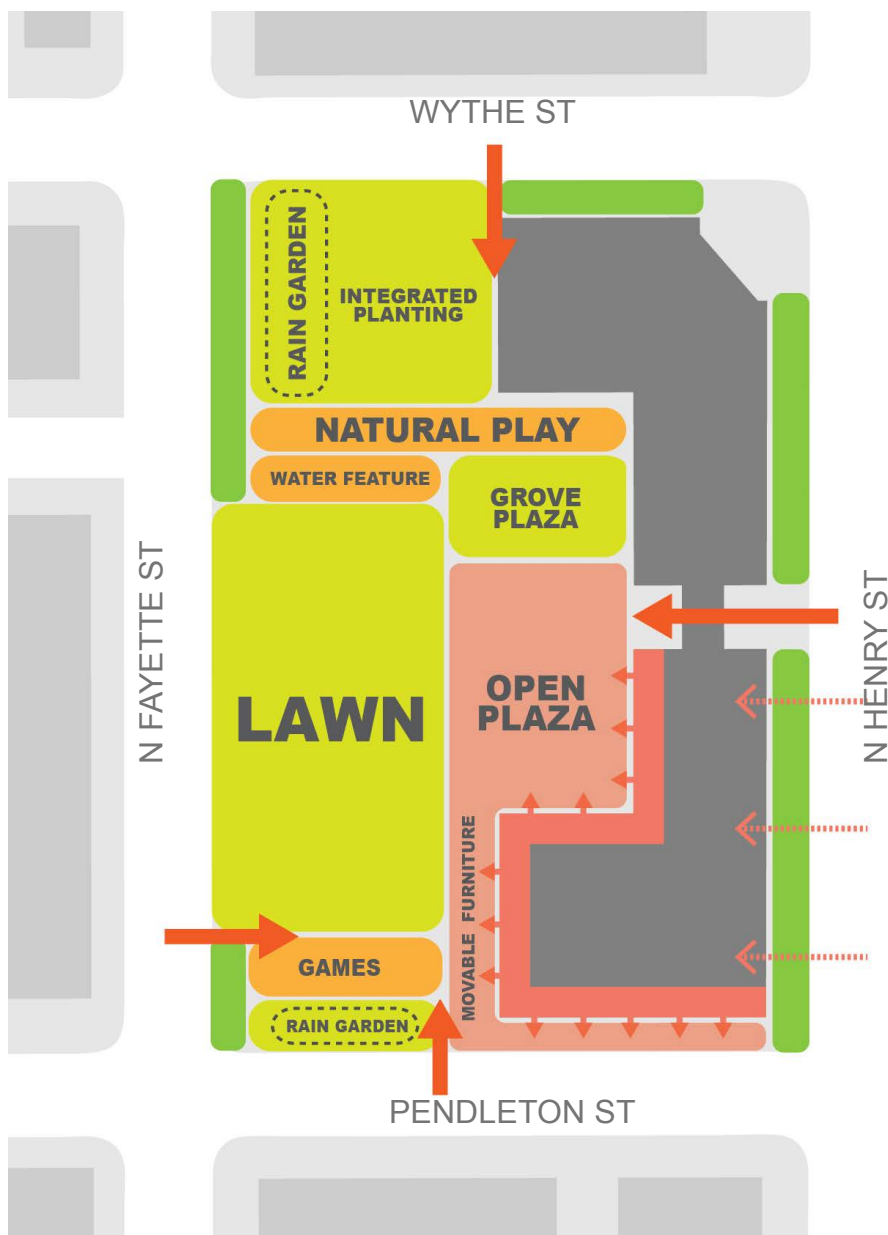 WYTHE ST
RAIN GARDEN
INTEGRATED
PLANTING
NATURAL PLAY
WATER FEATURE
GROVE
PLAZA
N FAYETTE ST
N HENRY ST
LAWN
OPEN
PLAZA
MOVABLE FURNITURE
GAMES
RAIN GARDEN
PENDLETON ST